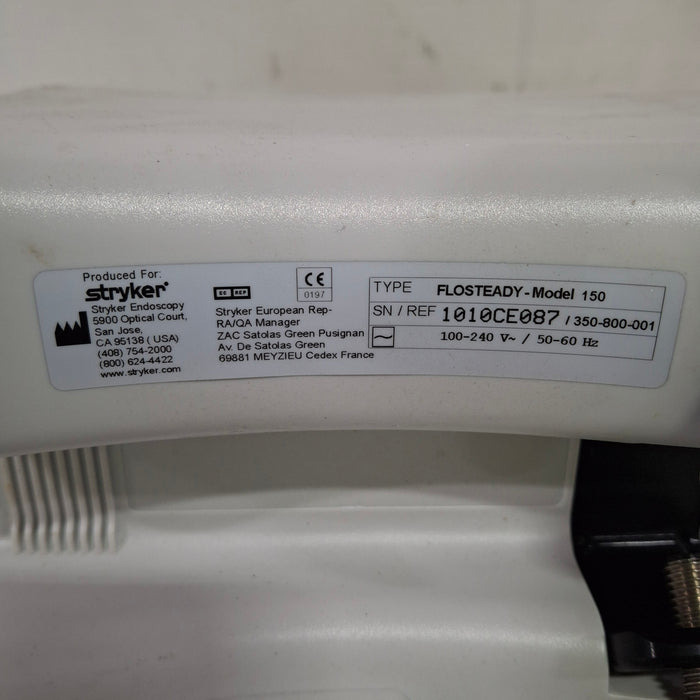 Produced For:
stryker®
Stryker Endoscopy
5900 Optical Court,
San Jose,
CA 95138 ( USA)
(408) 754-2000
(800) 624-4422
www.stryker.com
EC REP
Stryker European Rep-
RA/QA Manager
ZAC Satolas Green Pusignan
Av. De Satolas Green
69881 MEYZIEU Cedex France
CE
0197
TYPE FLOSTEADY-Model 150
SN / REF 1010CE087 / 350-800-001
100-240 V~ / 50-60 Hz